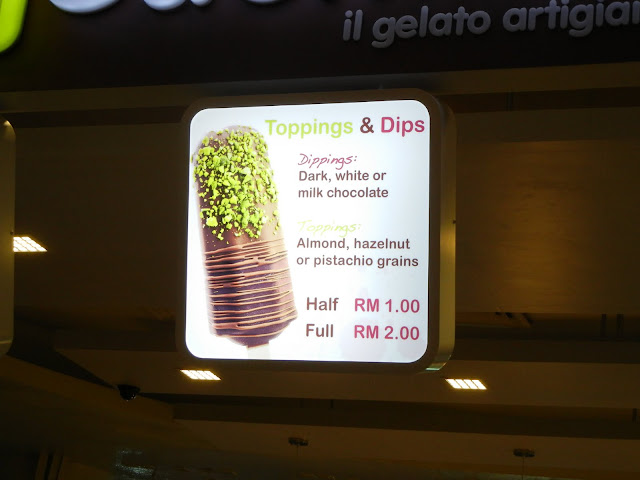 il gelato
Toppings & Dips
Dippings:
Dark, white or
milk chocolate
Toppings:
Almond, hazelnut
or pistachio grains
Half RM 1.00
Full RM 2.00